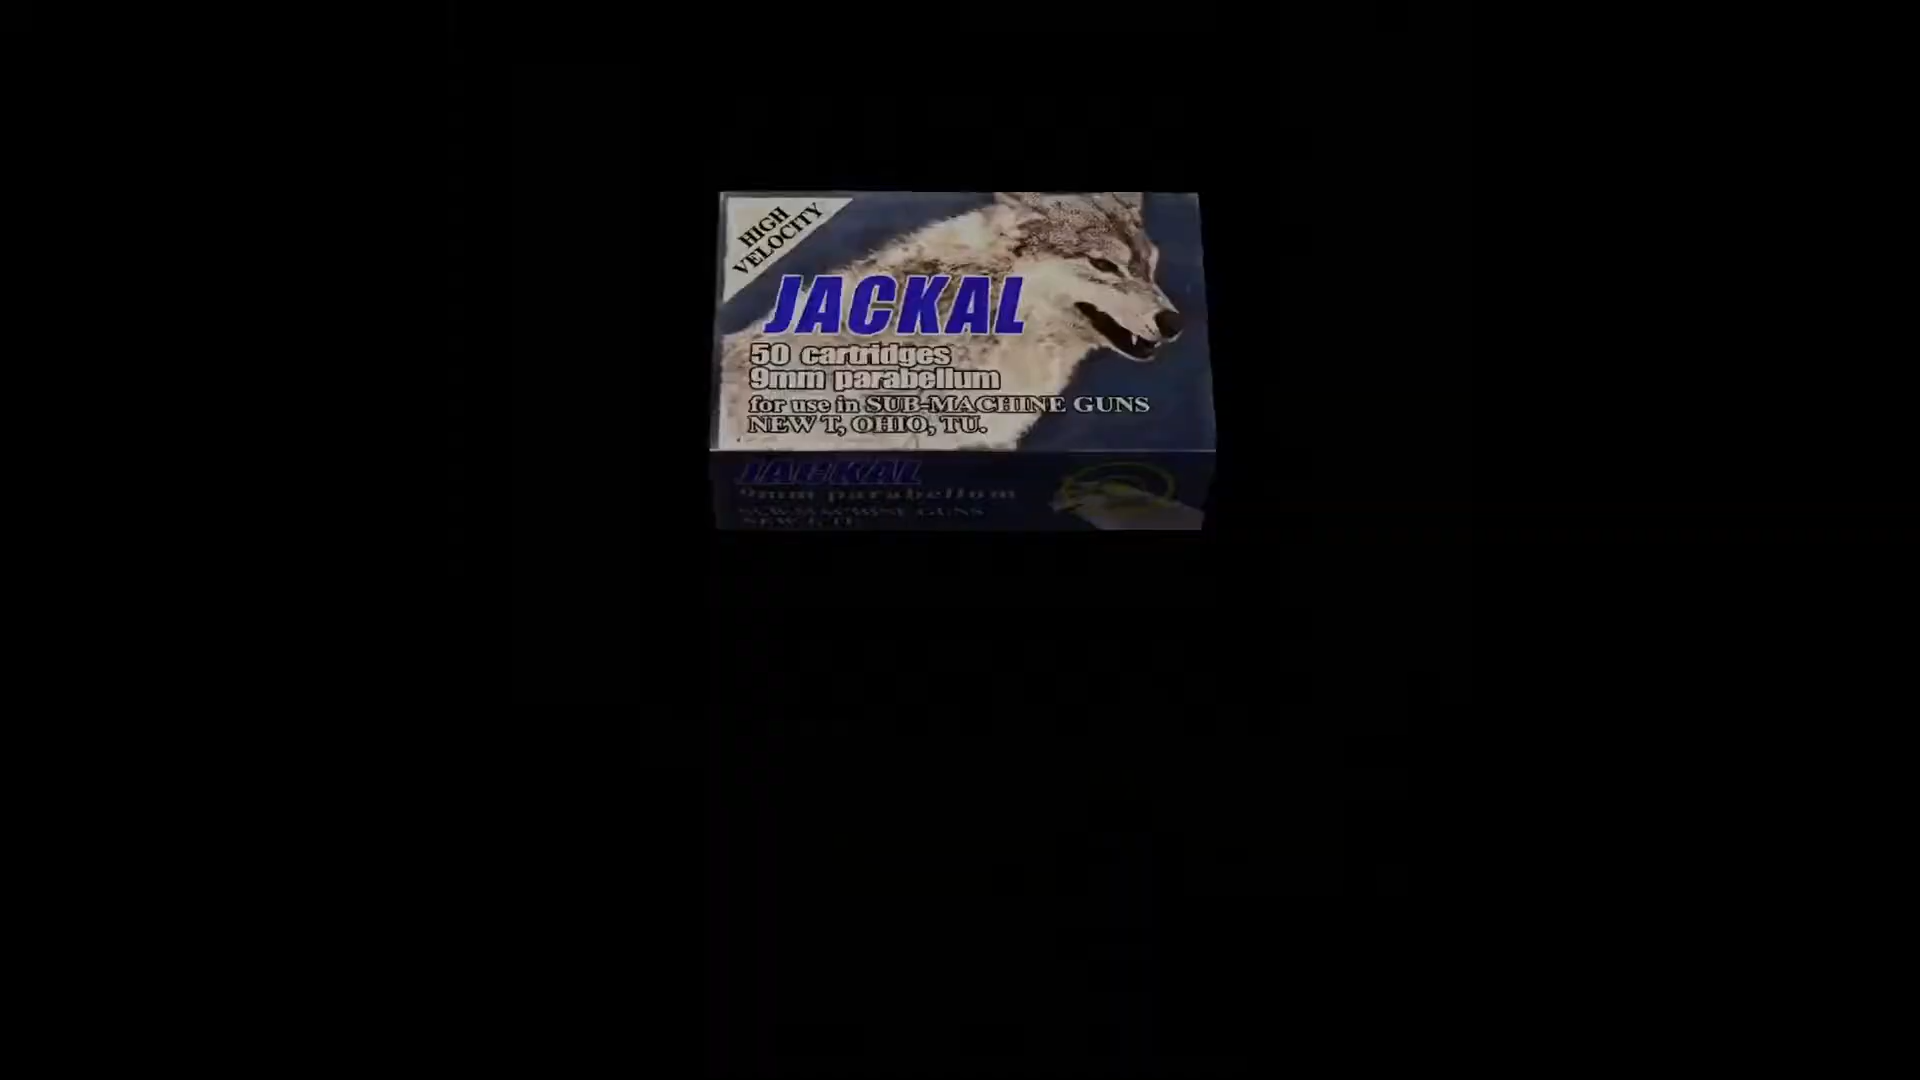 HIGH
VELOCITY
JACKAL
50 cartridges
9mm parabellum
for use in SUB-MACHINE GUNS
NEW T, OHIO, TU.
JACKAL
9mm parabellum
GUNS